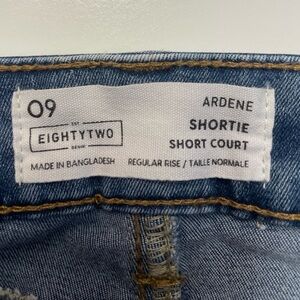 09
ARDENE
EST
EIGHTYTWO
DENIM
SHORTIE
SHORT COURT
MADE IN BANGLADESH
REGULAR RISE / TAILLE NORMALE